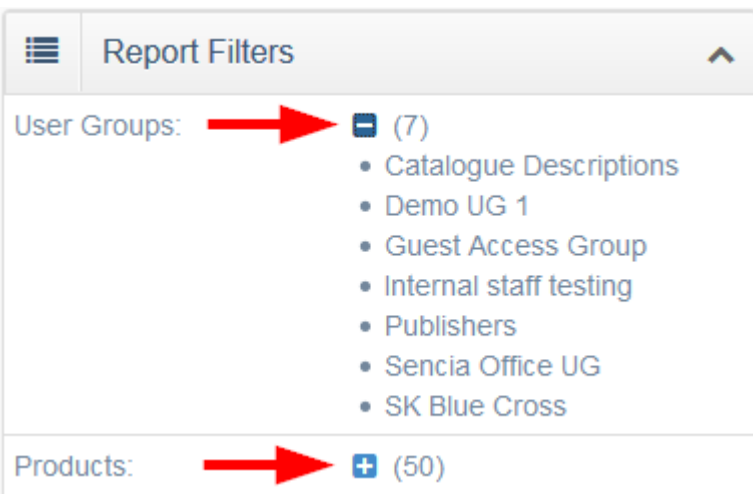 Report Filters
User Groups: (7)
Catalogue Descriptions
Demo UG 1
Guest Access Group
Internal staff testing
Publishers
Sencia Office UG
SK Blue Cross
Products: (50)